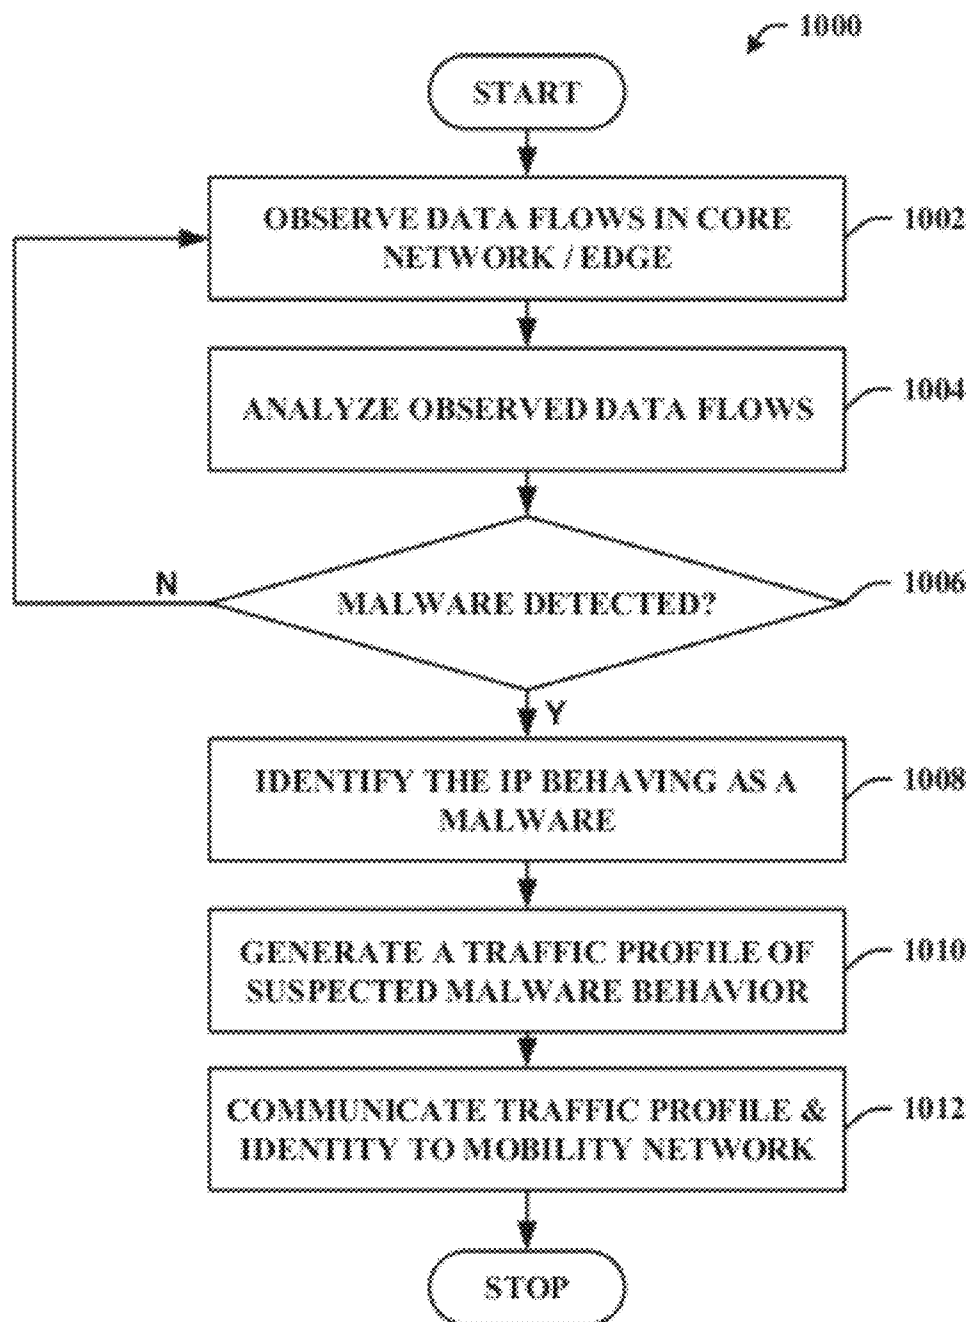 1000
START
OBSERVE DATA FLOWS IN CORE
NETWORK / EDGE
1002
ANALYZE OBSERVED DATA FLOWS
1004
MALWARE DETECTED?
1006
N
Y
IDENTIFY THE IP BEHAVING AS A
MALWARE
1008
GENERATE A TRAFFIC PROFILE OF
SUSPECTED MALWARE BEHAVIOR
1010
COMMUNICATE TRAFFIC PROFILE &
IDENTITY TO MOBILITY NETWORK
1012
STOP